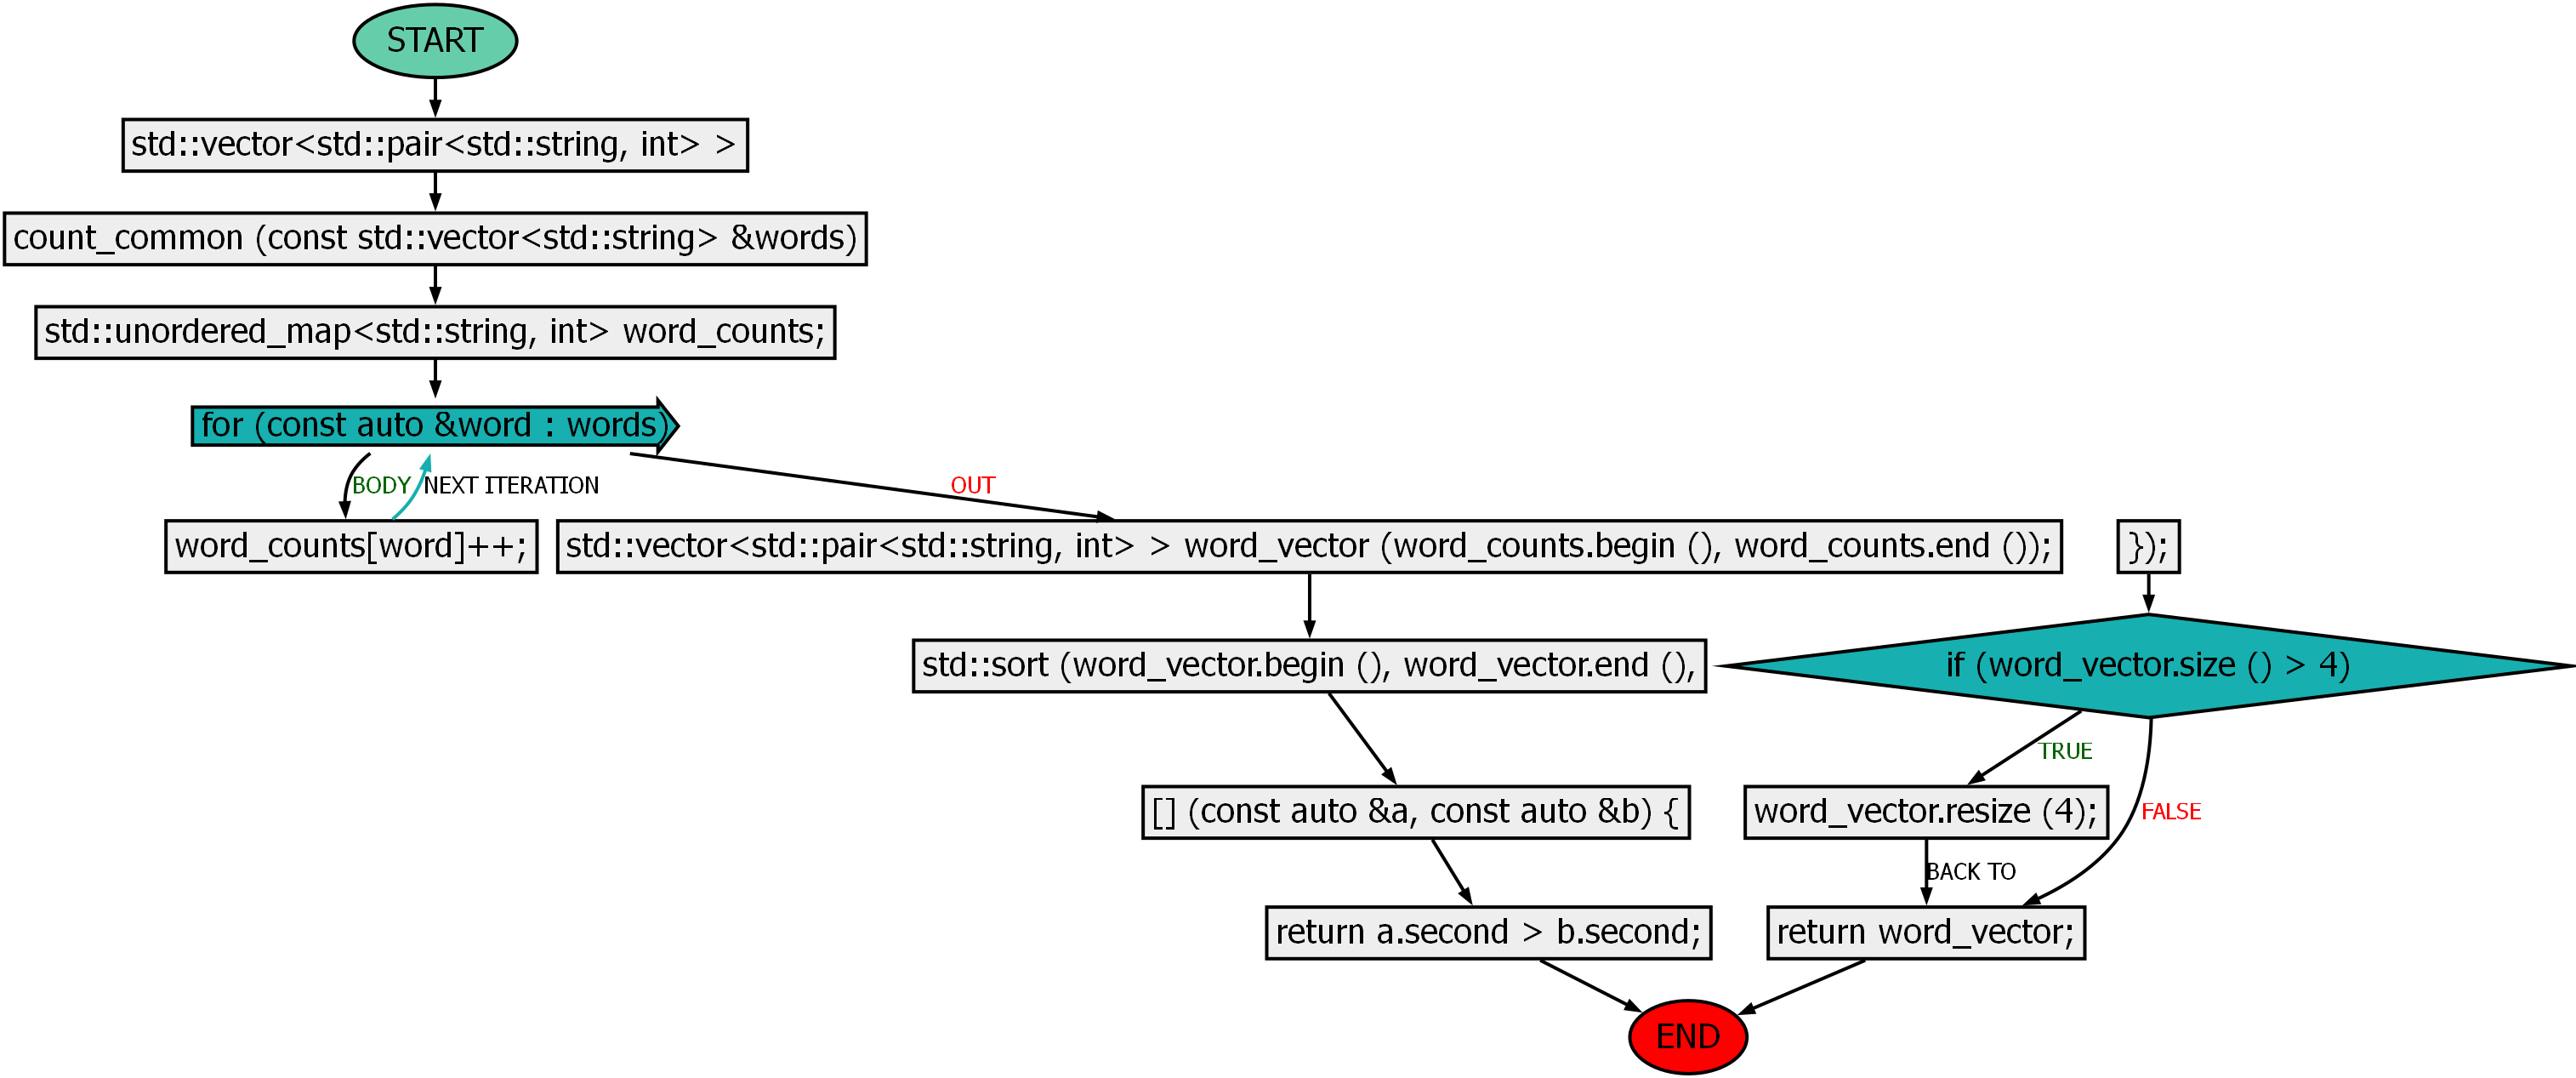 START
std::vector<std::pair<std::string, int> >
count_common (const std::vector<std::string> &words)
std::unordered_map<std::string, int> word_counts;
for (const auto &word : words)
BODY
NEXT ITERATION
OUT
word_counts[word]++;
std::vector<std::pair<std::string, int> > word_vector (word_counts.begin (), word_counts.end ());
});
std::sort (word_vector.begin (), word_vector.end (),
if (word_vector.size () > 4)
TRUE
[] (const auto &a, const auto &b) {
word_vector.resize (4);
FALSE
BACK TO
return a.second > b.second;
return word_vector;
END